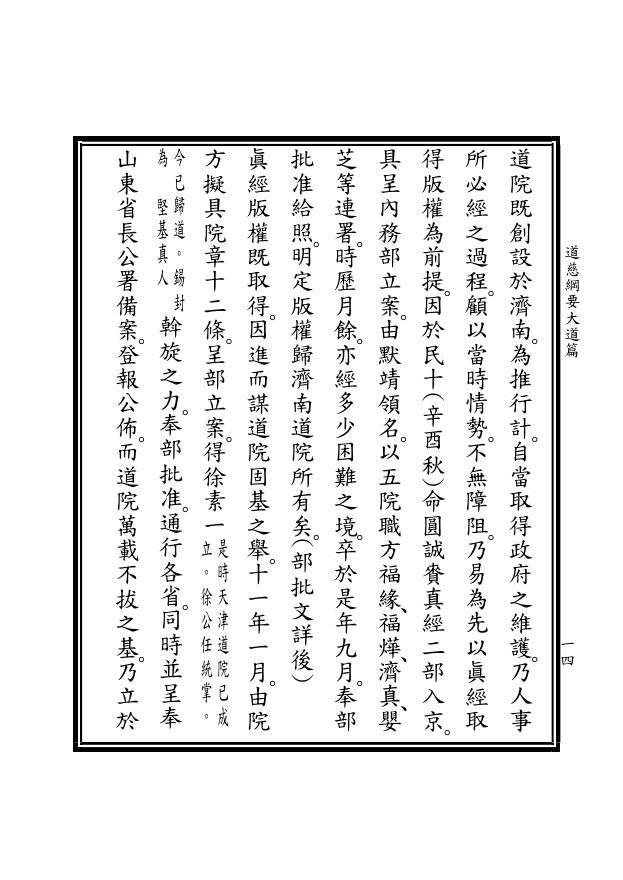 道慈綱要大道篇
一四
道院既創設於濟南。為推行計。自當取得政府之維護。乃人事
所必經之過程。顧以當時情勢。不無障阻。乃易為先以眞經取
得版權為前提。因於民十（辛酉秋）命圓誠賫真經二部入京。
具呈內務部立案。由默靖領名。以五院職方福緣、福燁、濟真、嬰
芝等連署。時歷月餘。亦經多少困難之境。卒於是年九月。奉部
批准給照。明定版權歸濟南道院所有矣。（部批文詳後）
眞經版權既取得。因進而謀道院固基之舉。十一年一月。由院
方擬具院章十二條。呈部立案。得徐素一是時天津道院已成立。徐公任統掌。
今已歸道。錫封為堅基真人斡旋之力。奉部批准。通行各省。同時並呈奉
山東省長公署備案。登報公佈。而道院萬載不拔之基。乃立於